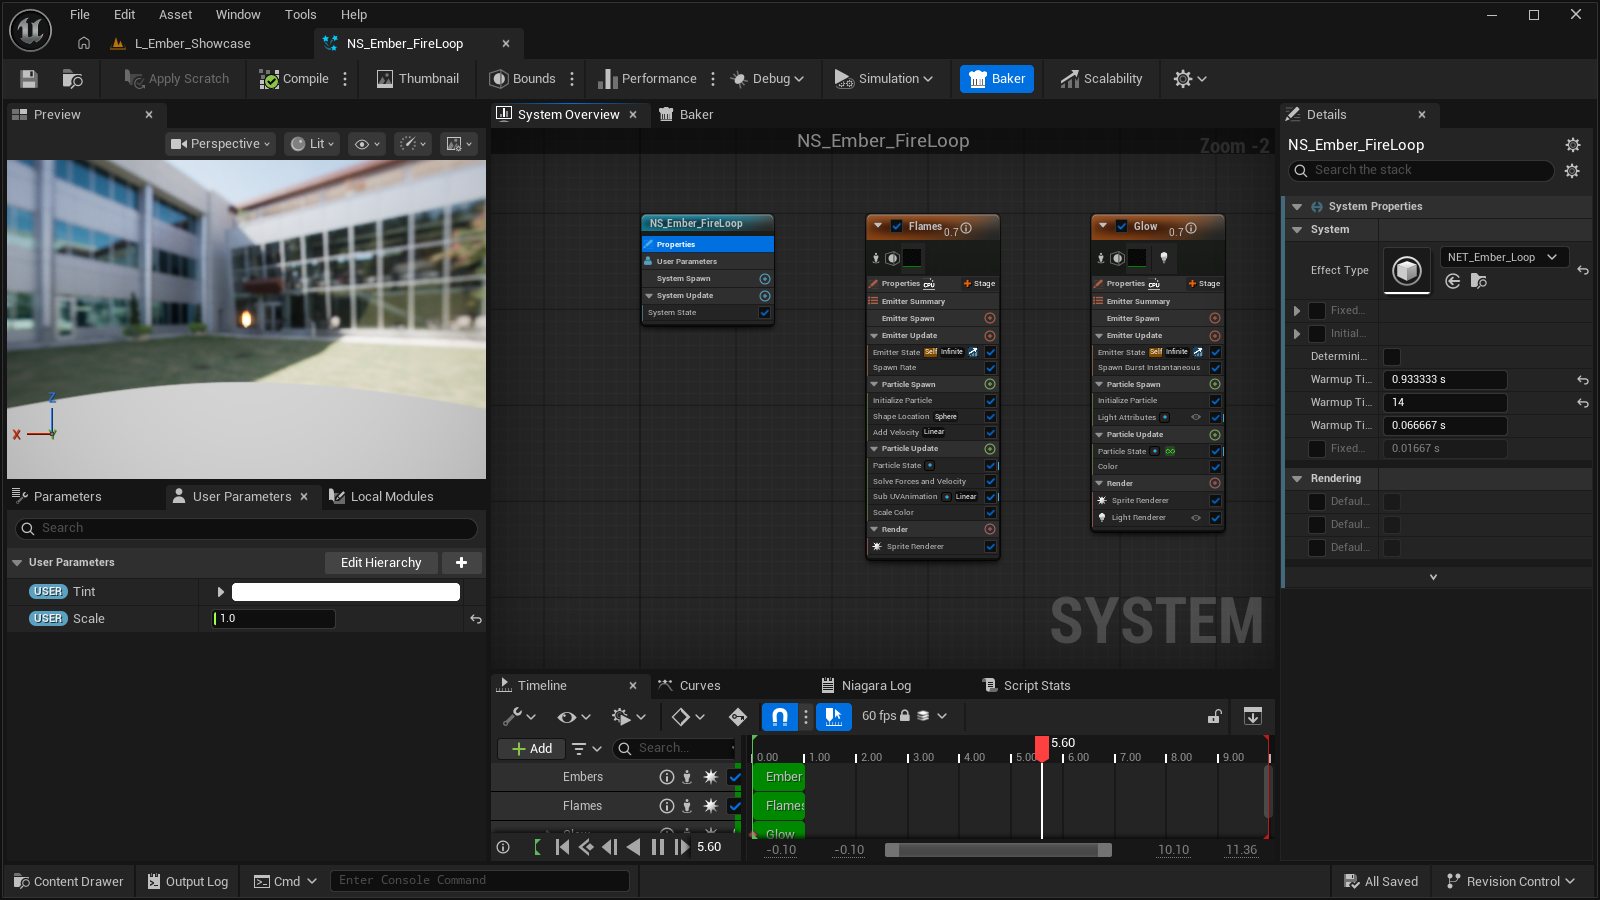 File Edit Asset Window Tools Help
L_Ember_Showcase NS_Ember_FireLoop
Apply Scratch Compile Thumbnail Bounds Performance Debug Simulation Baker Scalability
Preview
Perspective Lit
Z
X Y
Parameters User Parameters Local Modules
Search
User Parameters Edit Hierarchy
USER Tint
USER Scale 1.0
System Overview Baker
NS_Ember_FireLoop
Zoom -2
NS_Ember_FireLoop
Properties
User Parameters
System Spawn
System Update
System State
Flames 0.7
Properties CPU Stage
Emitter Summary
Emitter Spawn
Emitter Update
Emitter State Self Infinite
Spawn Rate
Particle Spawn
Initialize Particle
Shape Location Sphere
Add Velocity Linear
Particle Update
Particle State
Solve Forces and Velocity
Sub UVAnimation Linear
Scale Color
Render
Sprite Renderer
Glow 0.7
Properties CPU Stage
Emitter Summary
Emitter Spawn
Emitter Update
Emitter State Self Infinite
Spawn Burst Instantaneous
Particle Spawn
Initialize Particle
Light Attributes
Particle Update
Particle State
Color
Render
Sprite Renderer
Light Renderer
SYSTEM
Timeline Curves Niagara Log Script Stats
60 fps
Add Search...
0.00 1.00 2.00 3.00 4.00 5.00 6.00 7.00 8.00 9.00
5.60
Embers Ember
Flames Flames
Glow Glow
5.60
-0.10 -0.10 10.10 11.36
Details
NS_Ember_FireLoop
Search the stack
System Properties
System
Effect Type NET_Ember_Loop
Fixed...
Initial...
Determini...
Warmup Ti... 0.933333 s
Warmup Ti... 14
Warmup Ti... 0.066667 s
Fixed... 0.01667 s
Rendering
Defaul...
Defaul...
Defaul...
Content Drawer Output Log Cmd Enter Console Command All Saved Revision Control